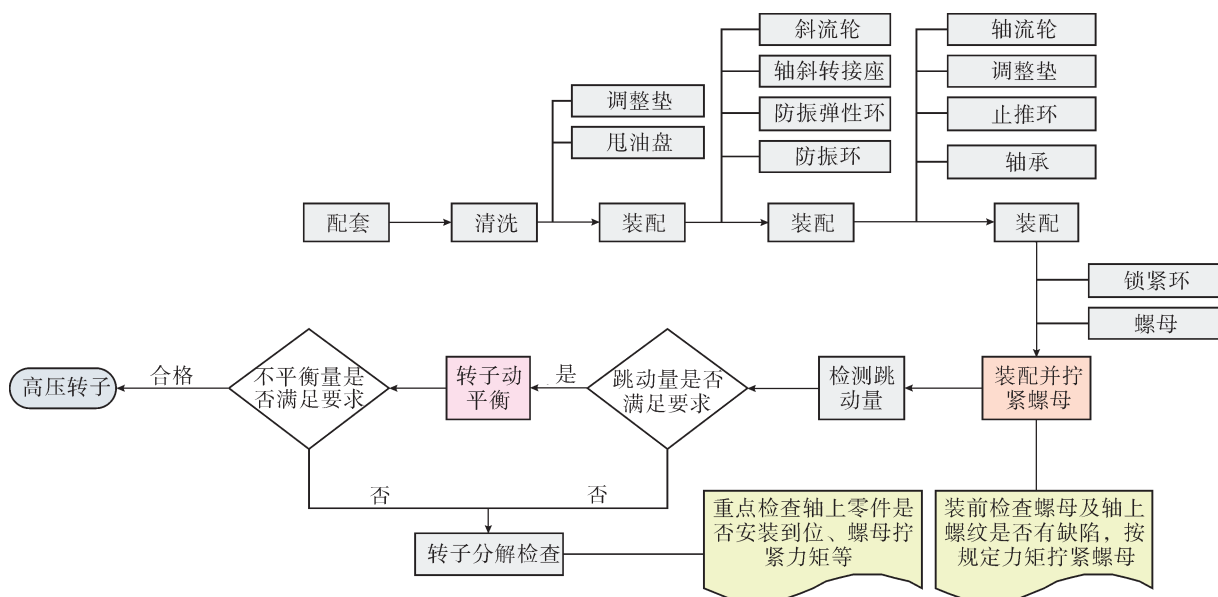 斜流轮
轴斜转接座
防振弹性环
防振环
轴流轮
调整垫
止推环
轴承
调整垫
甩油盘
配套
清洗
装配
装配
装配
锁紧环
螺母
高压转子
合格
不平衡量是
否满足要求
转子动
平衡
是
跳动量是否
满足要求
检测跳
动量
装配并拧
紧螺母
否
否
转子分解检查
重点检查轴上零件是
否安装到位、螺母拧
紧力矩等
装前检查螺母及轴上
螺纹是否有缺陷，按
规定力矩拧紧螺母